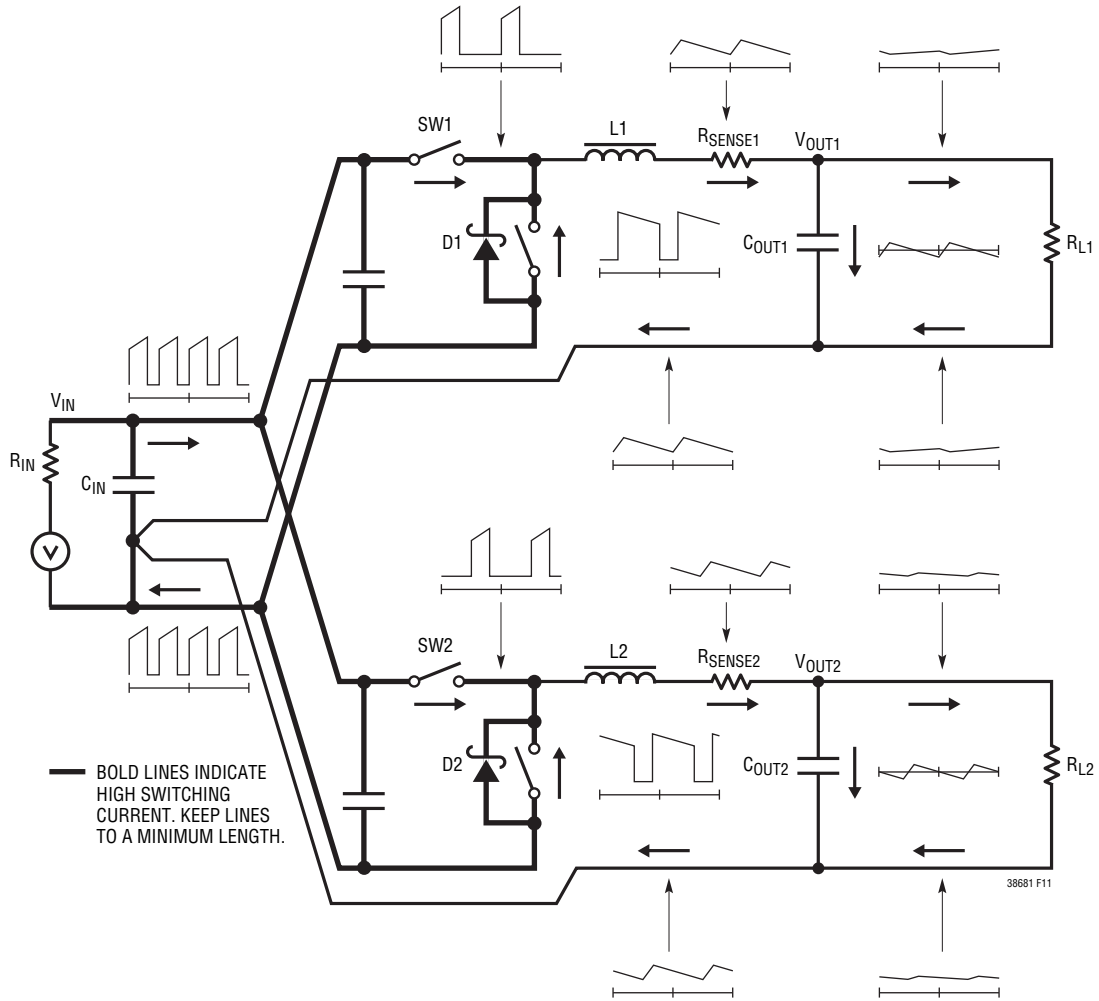 SW1
L1
RSENSE1
VOUT1
D1
COUT1
RL1
VIN
RIN
CIN
V
SW2
L2
RSENSE2
VOUT2
D2
COUT2
RL2
BOLD LINES INDICATE
HIGH SWITCHING
CURRENT. KEEP LINES
TO A MINIMUM LENGTH.
38681 F11